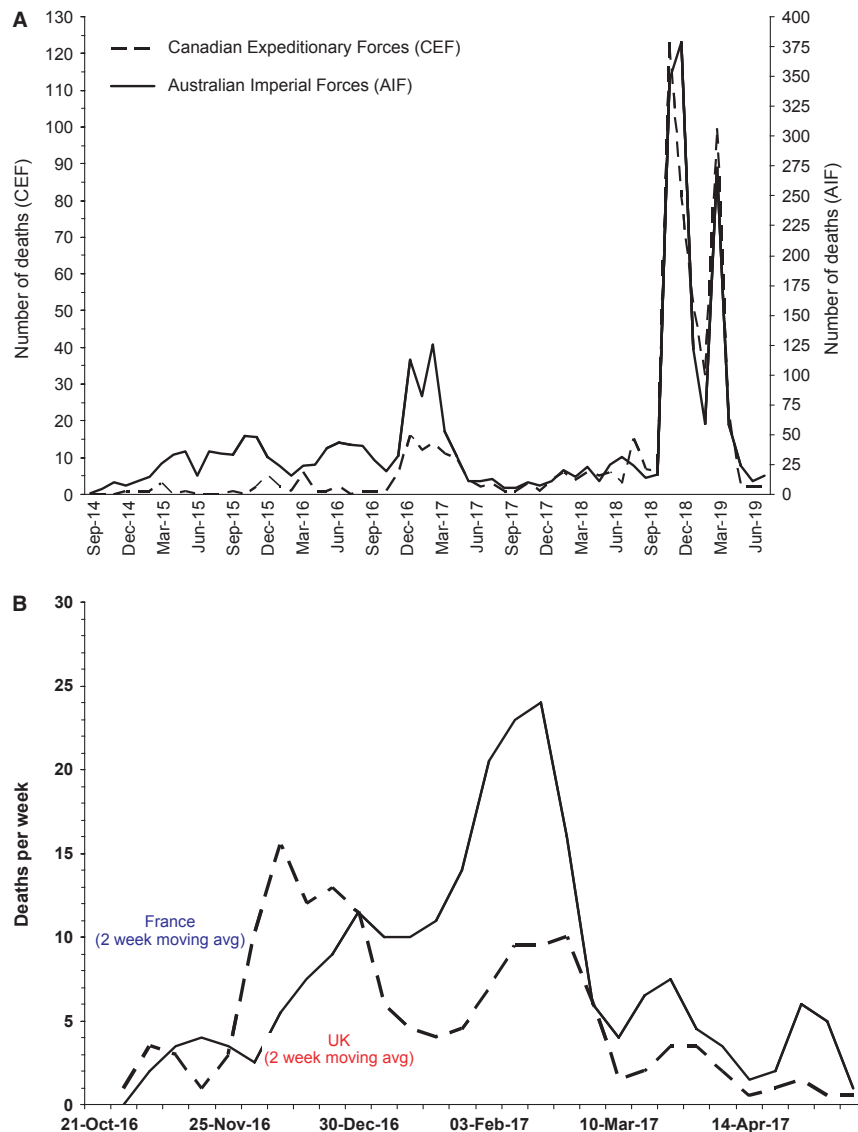 A
Canadian Expeditionary Forces (CEF)
Australian Imperial Forces (AIF)
Number of deaths (CEF)
130
120
110
100
90
80
70
60
50
40
30
20
10
0
400
375
350
325
300
275
250
225
200
175
150
125
100
75
50
25
0
Number of deaths (AIF)
Sep-14
Dec-14
Mar-15
Jun-15
Sep-15
Dec-15
Mar-16
Jun-16
Sep-16
Dec-16
Mar-17
Jun-17
Sep-17
Dec-17
Mar-18
Jun-18
Sep-18
Dec-18
Mar-19
Jun-19
B
Deaths per week
30
25
20
15
10
5
0
France
(2 week moving avg)
UK
(2 week moving avg)
21-Oct-16
25-Nov-16
30-Dec-16
03-Feb-17
10-Mar-17
14-Apr-17